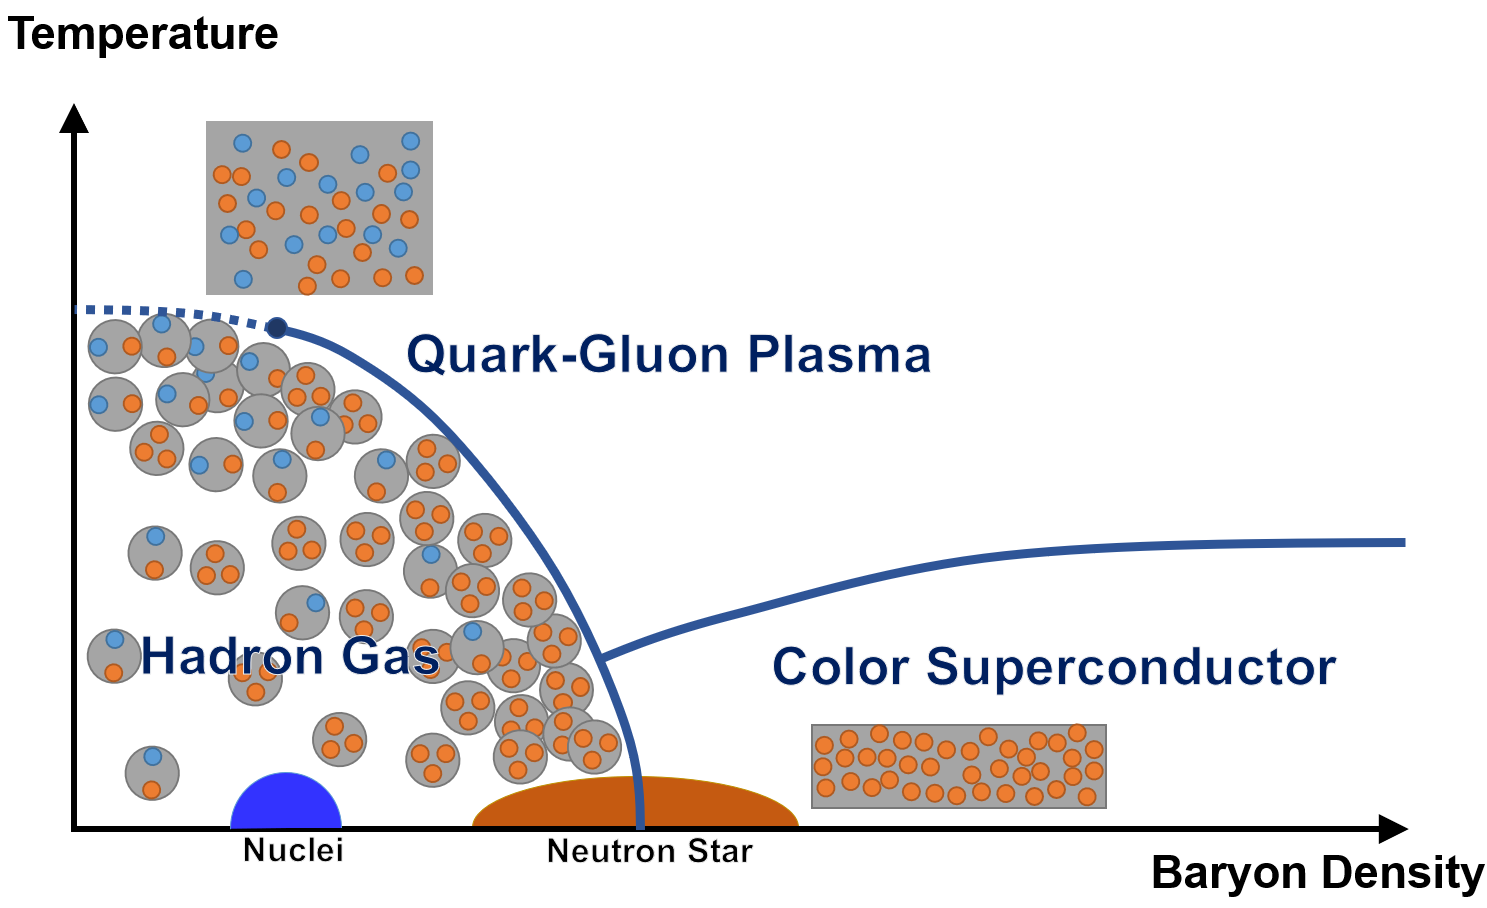 Temperature
Quark-Gluon Plasma
Hadron Gas
Color Superconductor
Nuclei
Neutron Star
Baryon Density